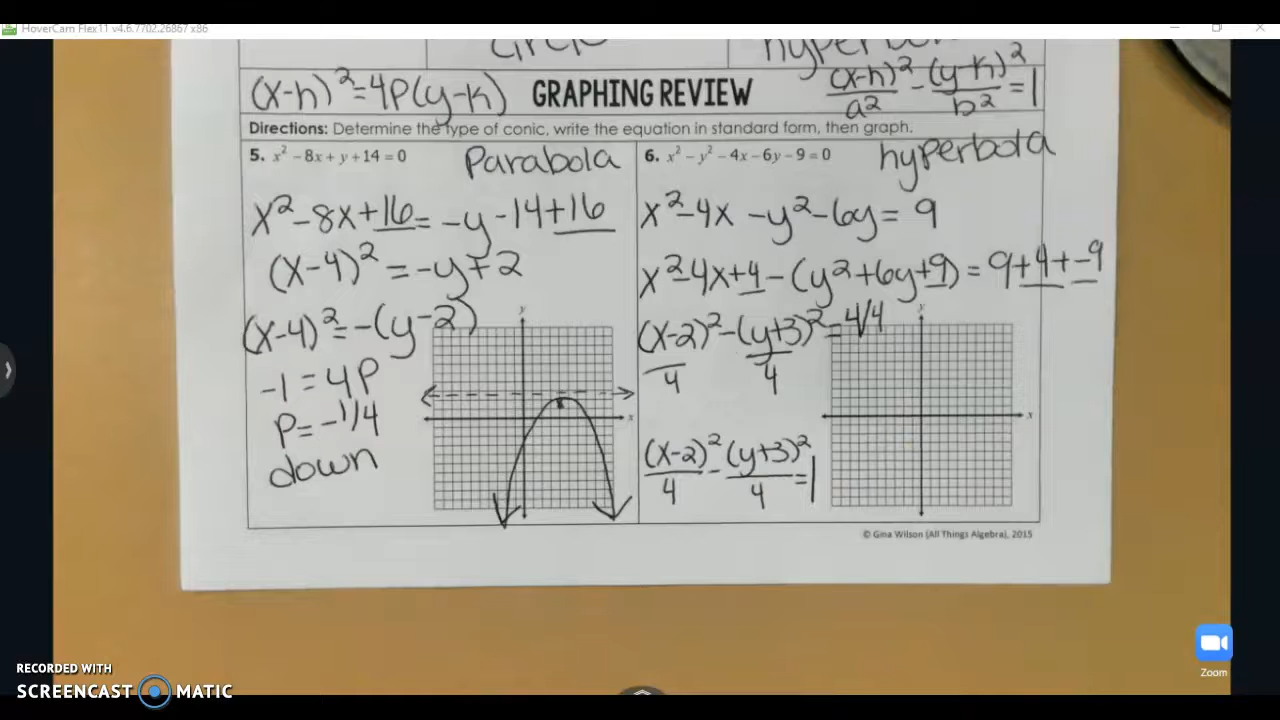 HoverCam Flex11 v4.6.7702.26867 x86
circle
(x-h)²=4P(y-k)
GRAPHING REVIEW
(x-h)²/a² - (y-k)²/b² = 1
Directions: Determine the type of conic, write the equation in standard form, then graph.
5. x² - 8x + y + 14 = 0
Parabola
x²-8x+16=-y-14+16
(x-4)²=-y+2
(x-4)²=-(y-2)
-1=4P
P=-1/4
down
y
x
6. x² - y² - 4x - 6y - 9 = 0
hyperbola
x²-4x-y²-6y=9
x²-4x+4-(y²+6y+9)=9+4+-9
(x-2)²/4-(y+3)²/4=4/4
(x-2)²/4-(y+3)²/4=1
y
x
© Gina Wilson (All Things Algebra), 2015
Zoom
RECORDED WITH
SCREENCAST MATIC